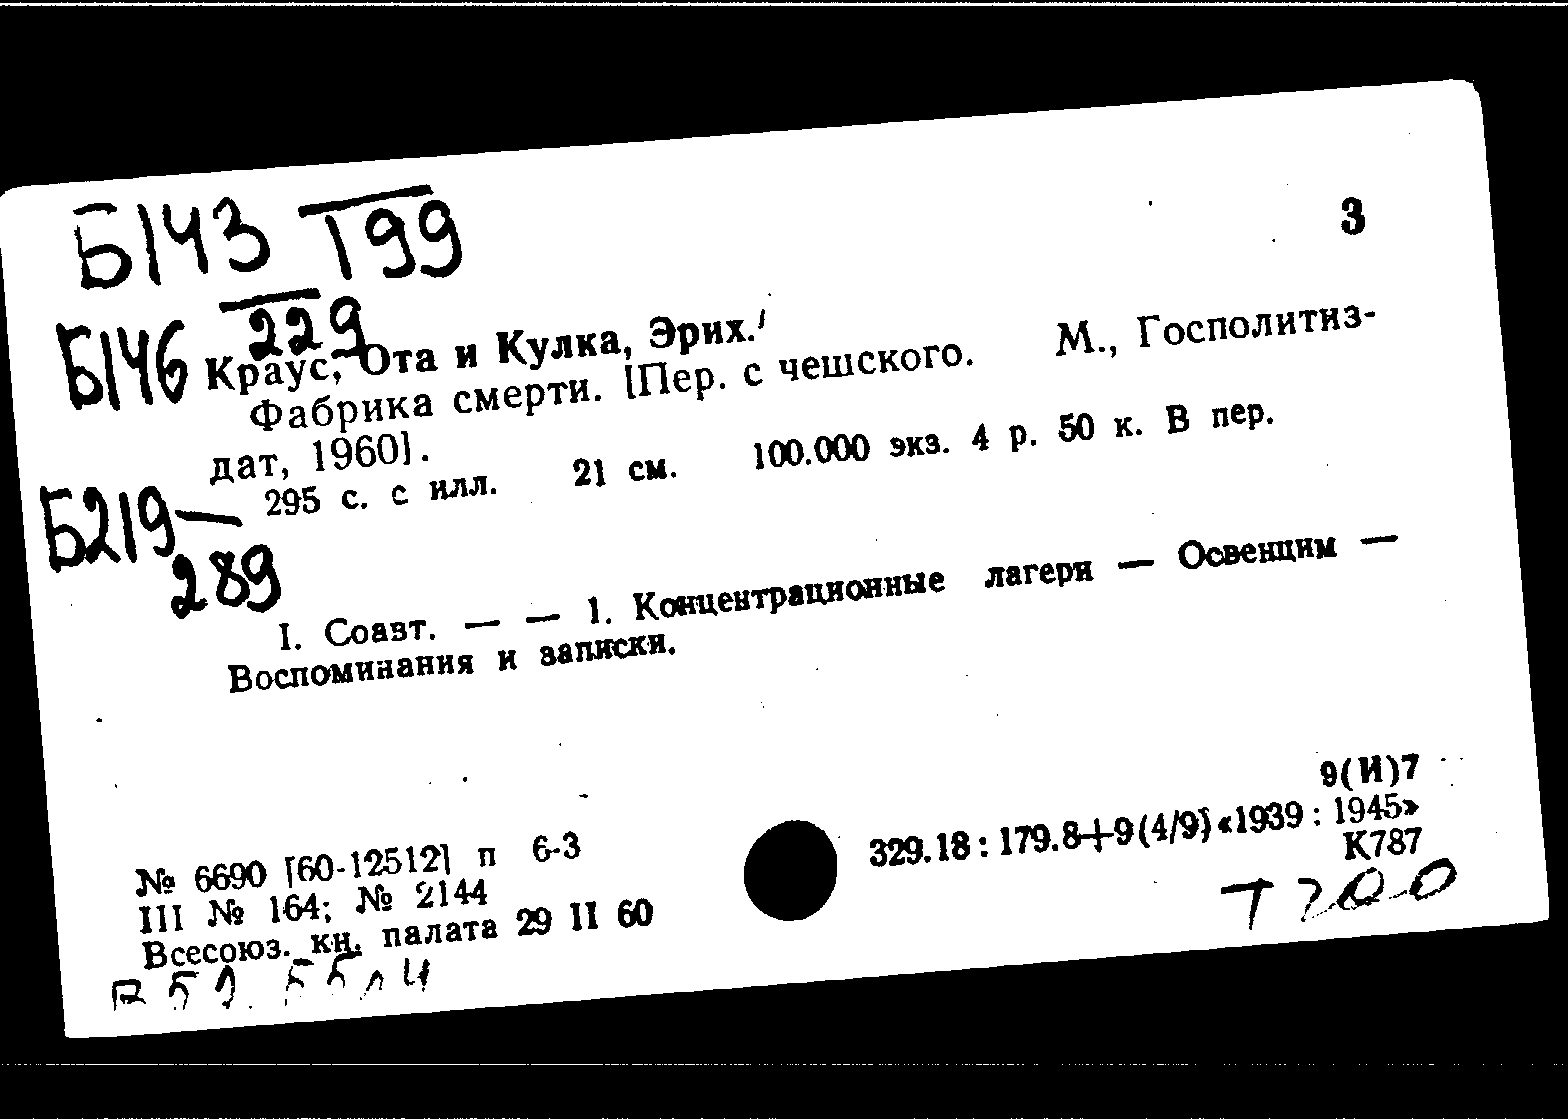 Б143 199
3
Б146 229
Краус, Ота и Кулка, Эрих.
Фабрика смерти. [Пер. с чешского. М., Госполитиз-
дат, 1960].
295 с. с илл. 21 см. 100.000 экз. 4 р. 50 к. В пер.
Б219 —
289
I. Соавт. — — 1. Концентрационные лагери — Освенцим —
Воспоминания и записки.
9(И)7
329.18 : 179.8+9(4/9) «1939 : 1945»
К787
№ 6690 [60-12512] п 6-3
III № 164; № 2144
Всесоюз. кн. палата 29 II 60